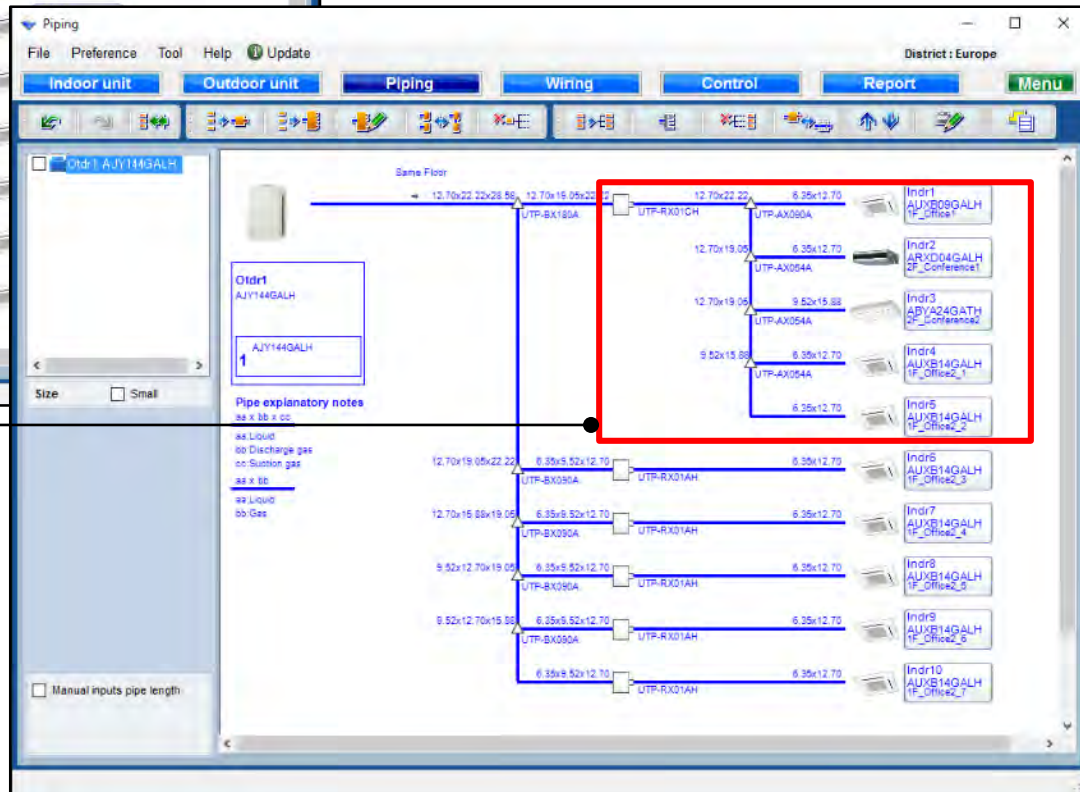 Piping
File Preference Tool Help Update District : Europe
Indoor unit Outdoor unit Piping Wiring Control Report Menu
Otdr1 AJY144GALH
Size Small
Manual inputs pipe length
Same Floor
Otdr1
AJY144GALH
AJY144GALH
1
Pipe explanatory notes
aa x bb x cc
aa:Liquid
bb:Discharge gas
cc:Suction gas
aa x bb
aa:Liquid
bb:Gas
12.70x22.22x28.58 12.70x19.05x22.22 12.70x22.22 6.35x12.70
UTP-BX180A UTP-RX01CH UTP-AX090A
Indr1
AUXB09GALH
1F_Office1
12.70x19.05 6.35x12.70
UTP-AX054A
Indr2
ARXD04GALH
2F_Conference1
12.70x19.05 9.52x15.88
UTP-AX054A
Indr3
ABYA24GATH
2F_Conference2
9.52x15.88 6.35x12.70
UTP-AX054A
Indr4
AUXB14GALH
1F_Office2_1
6.35x12.70
Indr5
AUXB14GALH
1F_Office2_2
12.70x19.05x22.22 6.35x9.52x12.70 6.35x12.70
UTP-BX090A UTP-RX01AH
Indr6
AUXB14GALH
1F_Office2_3
12.70x15.88x19.05 6.35x9.52x12.70 6.35x12.70
UTP-BX090A UTP-RX01AH
Indr7
AUXB14GALH
1F_Office2_4
9.52x12.70x19.05 6.35x9.52x12.70 6.35x12.70
UTP-BX090A UTP-RX01AH
Indr8
AUXB14GALH
1F_Office2_5
9.52x12.70x15.88 6.35x9.52x12.70 6.35x12.70
UTP-BX090A UTP-RX01AH
Indr9
AUXB14GALH
1F_Office2_6
6.35x9.52x12.70 6.35x12.70
UTP-RX01AH
Indr10
AUXB14GALH
1F_Office2_7